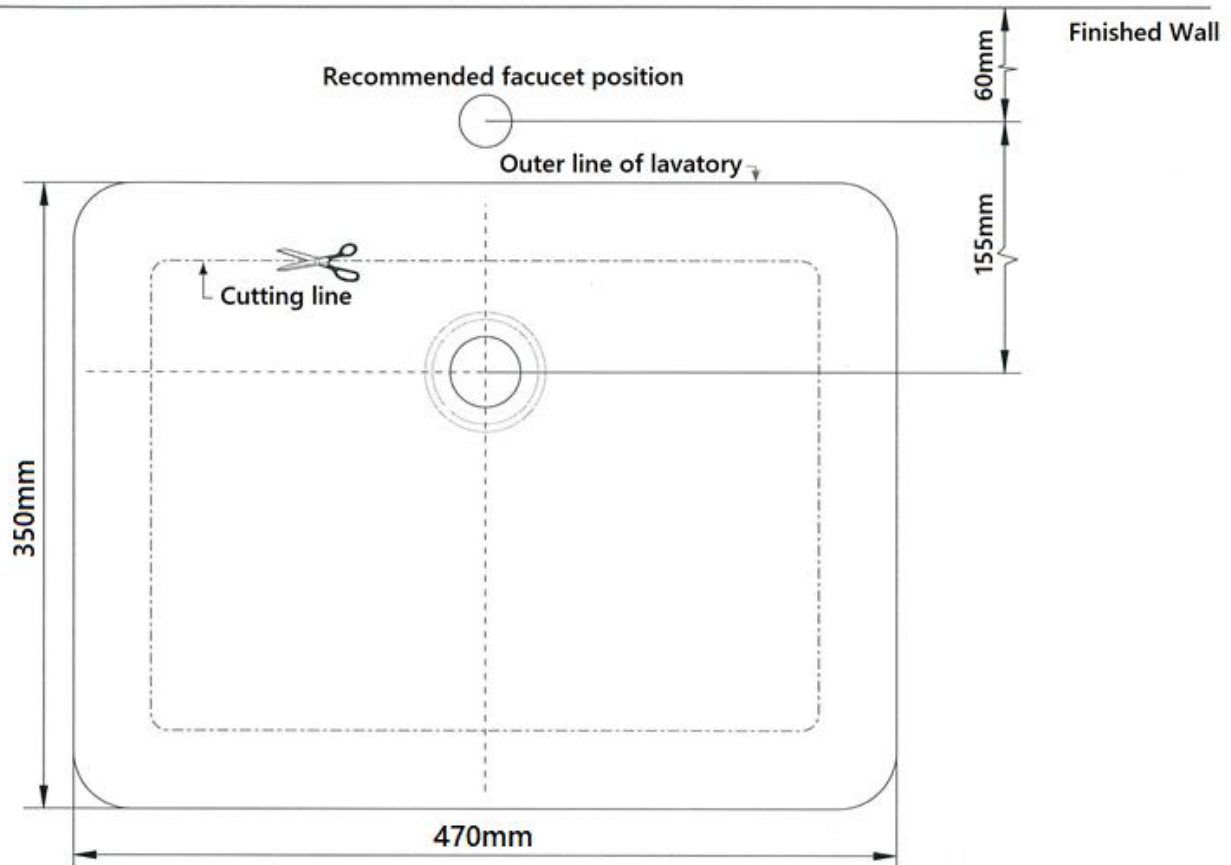 Finished Wall
60mm
Recommended facucet position
Outer line of lavatory
155mm
Cutting line
350mm
470mm